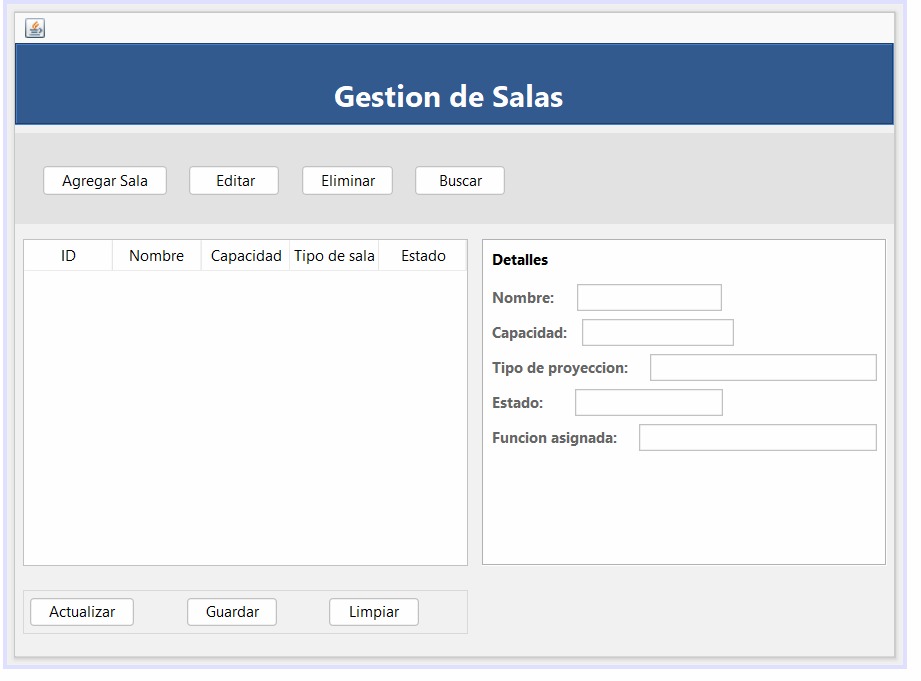 Gestion de Salas
Agregar Sala Editar Eliminar Buscar
ID Nombre Capacidad Tipo de sala Estado
Detalles
Nombre:
Capacidad:
Tipo de proyeccion:
Estado:
Funcion asignada:
Actualizar Guardar Limpiar